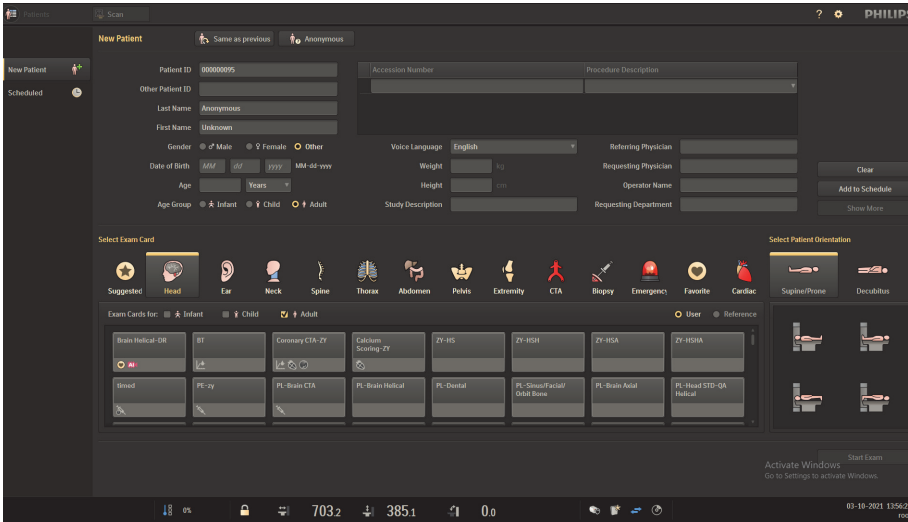 Patients
Scan
? PHILIPS
New Patient
Same as previous
Anonymous
New Patient
Scheduled
Patient ID 000000095
Other Patient ID
Last Name Anonymous
First Name Unknown
Gender Male Female Other
Date of Birth MM dd yyyy MM-dd-yyyy
Age Years
Age Group Infant Child Adult
Accession Number Procedure Description
Voice Language English
Weight kg
Height cm
Study Description
Referring Physician
Requesting Physician
Operator Name
Requesting Department
Clear
Add to Schedule
Show More
Select Exam Card
Suggested Head Ear Neck Spine Thorax Abdomen Pelvis Extremity CTA Biopsy Emergency Favorite Cardiac
Select Patient Orientation
Supine/Prone Decubitus
Exam Cards for: Infant Child Adult
User Reference
Brain Helical-DR
AI
BT
Coronary CTA-ZY
Calcium
Scoring-ZY
ZY-HS
ZY-HSH
ZY-HSA
ZY-HSHA
timed
PE-zy
PL-Brain CTA
PL-Brain Helical
PL-Dental
PL-Sinus/Facial/
Orbit Bone
PL-Brain Axial
PL-Head STD-QA
Helical
Start Exam
Activate Windows
Go to Settings to activate Windows.
0% 703.2 385.1 0.0
03-10-2021 13:56:2
roo